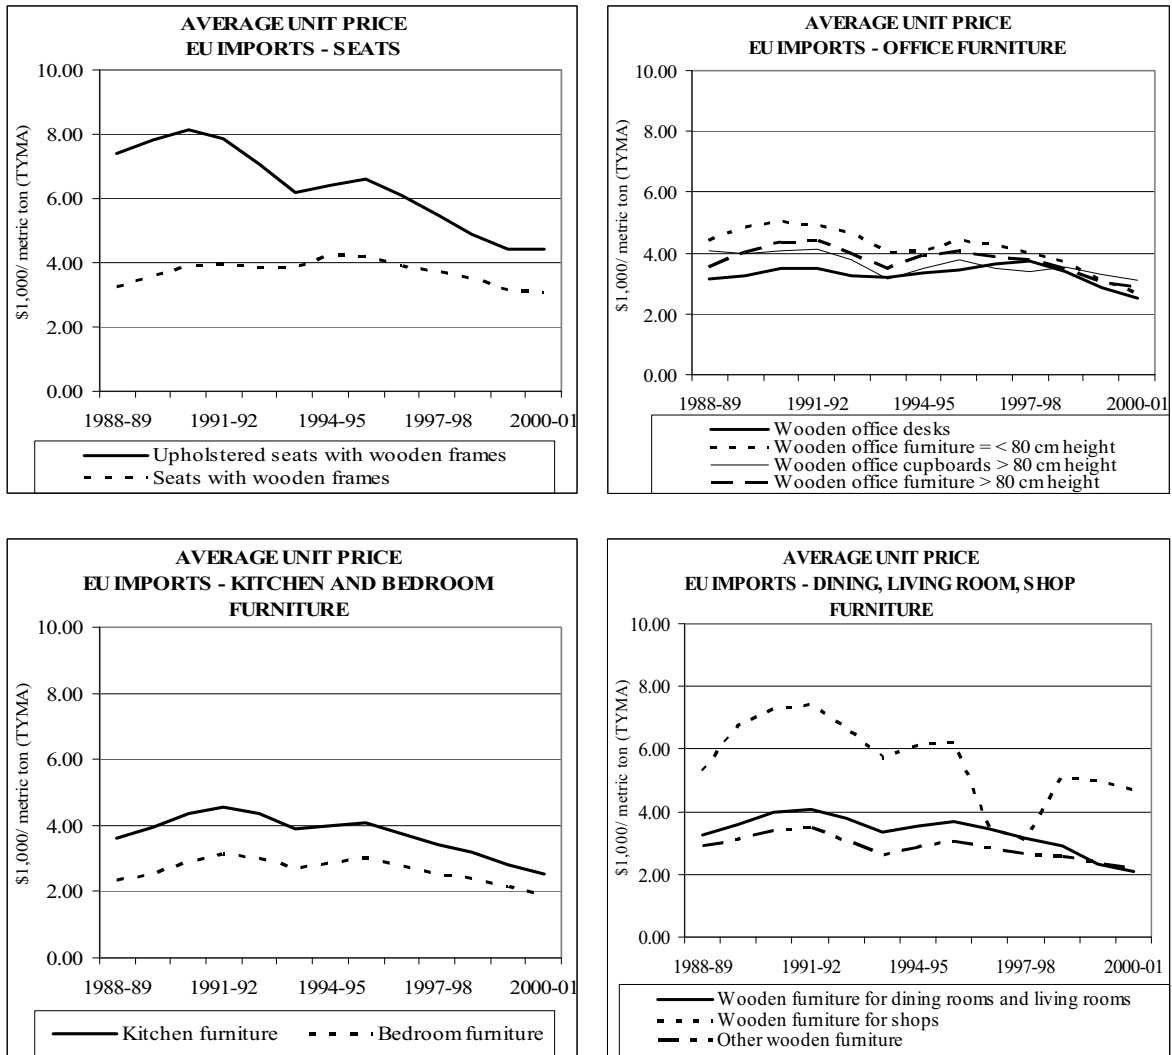 AVERAGE UNIT PRICE
EU IMPORTS - SEATS
10.00
8.00
6.00
4.00
2.00
0.00
$1,000/ metric ton (TYMA)
1988-89 1991-92 1994-95 1997-98 2000-01
Upholstered seats with wooden frames
Seats with wooden frames
AVERAGE UNIT PRICE
EU IMPORTS - OFFICE FURNITURE
10.00
8.00
6.00
4.00
2.00
0.00
$1,000/ metric ton (TYMA)
1988-89 1991-92 1994-95 1997-98 2000-01
Wooden office desks
Wooden office furniture = < 80 cm height
Wooden office cupboards > 80 cm height
Wooden office furniture > 80 cm height
AVERAGE UNIT PRICE
EU IMPORTS - KITCHEN AND BEDROOM
FURNITURE
10.00
8.00
6.00
4.00
2.00
0.00
$1,000/ metric ton (TYMA)
1988-89 1991-92 1994-95 1997-98 2000-01
Kitchen furniture Bedroom furniture
AVERAGE UNIT PRICE
EU IMPORTS - DINING, LIVING ROOM, SHOP
FURNITURE
10.00
8.00
6.00
4.00
2.00
0.00
$1,000/ metric ton (TYMA)
1988-89 1991-92 1994-95 1997-98 2000-01
Wooden furniture for dining rooms and living rooms
Wooden furniture for shops
Other wooden furniture